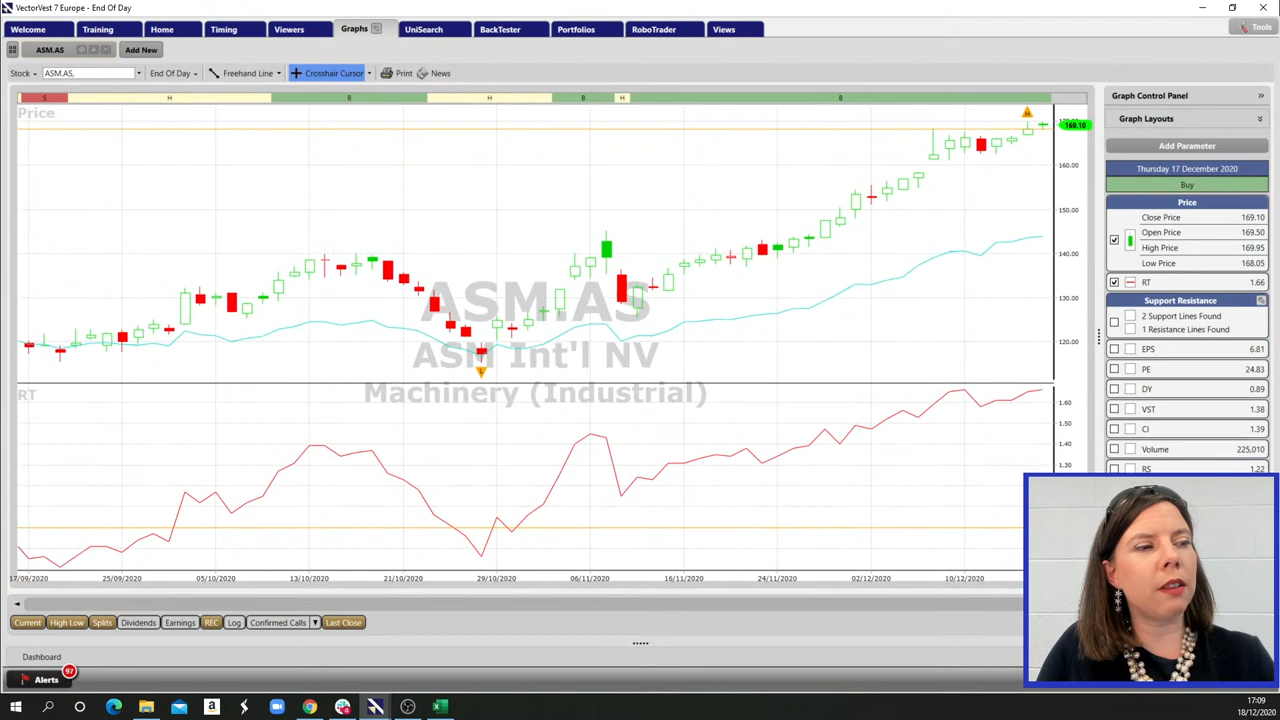 VectorVest 7 Europe - End Of Day
Welcome Training Home Timing Viewers Graphs UniSearch BackTester Portfolios RoboTrader Views Tools
ASM.AS Add New
Stock ASM.AS, End Of Day Freehand Line Crosshair Cursor Print News
S H B H B H B
Price
H
169.10
160.00
150.00
140.00
130.00
120.00
ASM.AS
ASM Int'l NV
Machinery (Industrial)
L
RT
1.60
1.50
1.40
1.30
17/09/2020 25/09/2020 05/10/2020 13/10/2020 21/10/2020 29/10/2020 06/11/2020 16/11/2020 24/11/2020 02/12/2020 10/12/2020
Current High Low Splits Dividends Earnings REC Log Confirmed Calls Last Close
Dashboard
Alerts 97
Graph Control Panel
Graph Layouts
Add Parameter
Thursday 17 December 2020
Buy
Price
Close Price 169.10
Open Price 169.50
High Price 169.95
Low Price 168.05
RT 1.66
Support Resistance
2 Support Lines Found
1 Resistance Lines Found
EPS 6.81
PE 24.83
DY 0.89
VST 1.38
CI 1.39
Volume 225,010
RS 1.22
17:09
18/12/2020